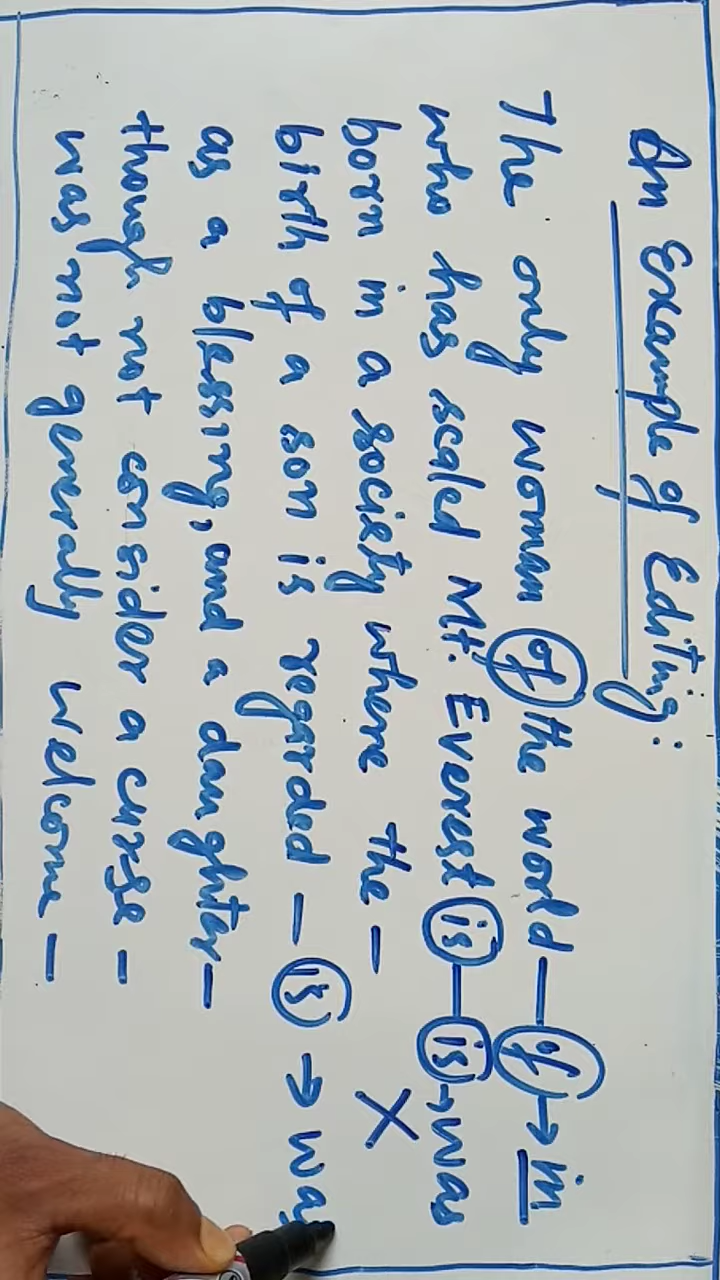 An Example of Editing:
The only woman of the world — of → in
who has scaled Mt. Everest is — is → was
born in a society where the — X
birth of a son is regarded — is → was
as a blessing, and a daughter —
though not consider a curse —
was not generally welcome —